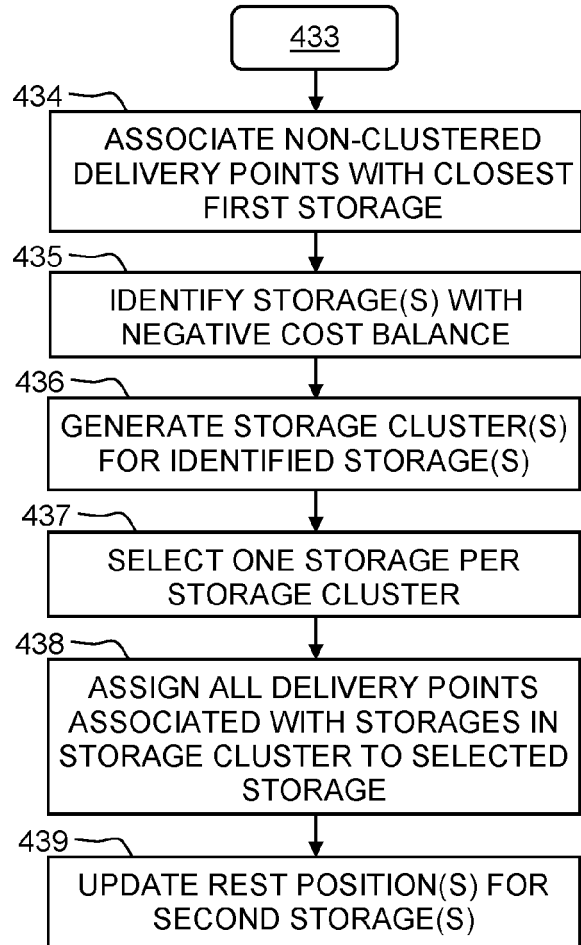 433
434
ASSOCIATE NON-CLUSTERED
DELIVERY POINTS WITH CLOSEST
FIRST STORAGE
435
IDENTIFY STORAGE(S) WITH
NEGATIVE COST BALANCE
436
GENERATE STORAGE CLUSTER(S)
FOR IDENTIFIED STORAGE(S)
437
SELECT ONE STORAGE PER
STORAGE CLUSTER
438
ASSIGN ALL DELIVERY POINTS
ASSOCIATED WITH STORAGES IN
STORAGE CLUSTER TO SELECTED
STORAGE
439
UPDATE REST POSITION(S) FOR
SECOND STORAGE(S)